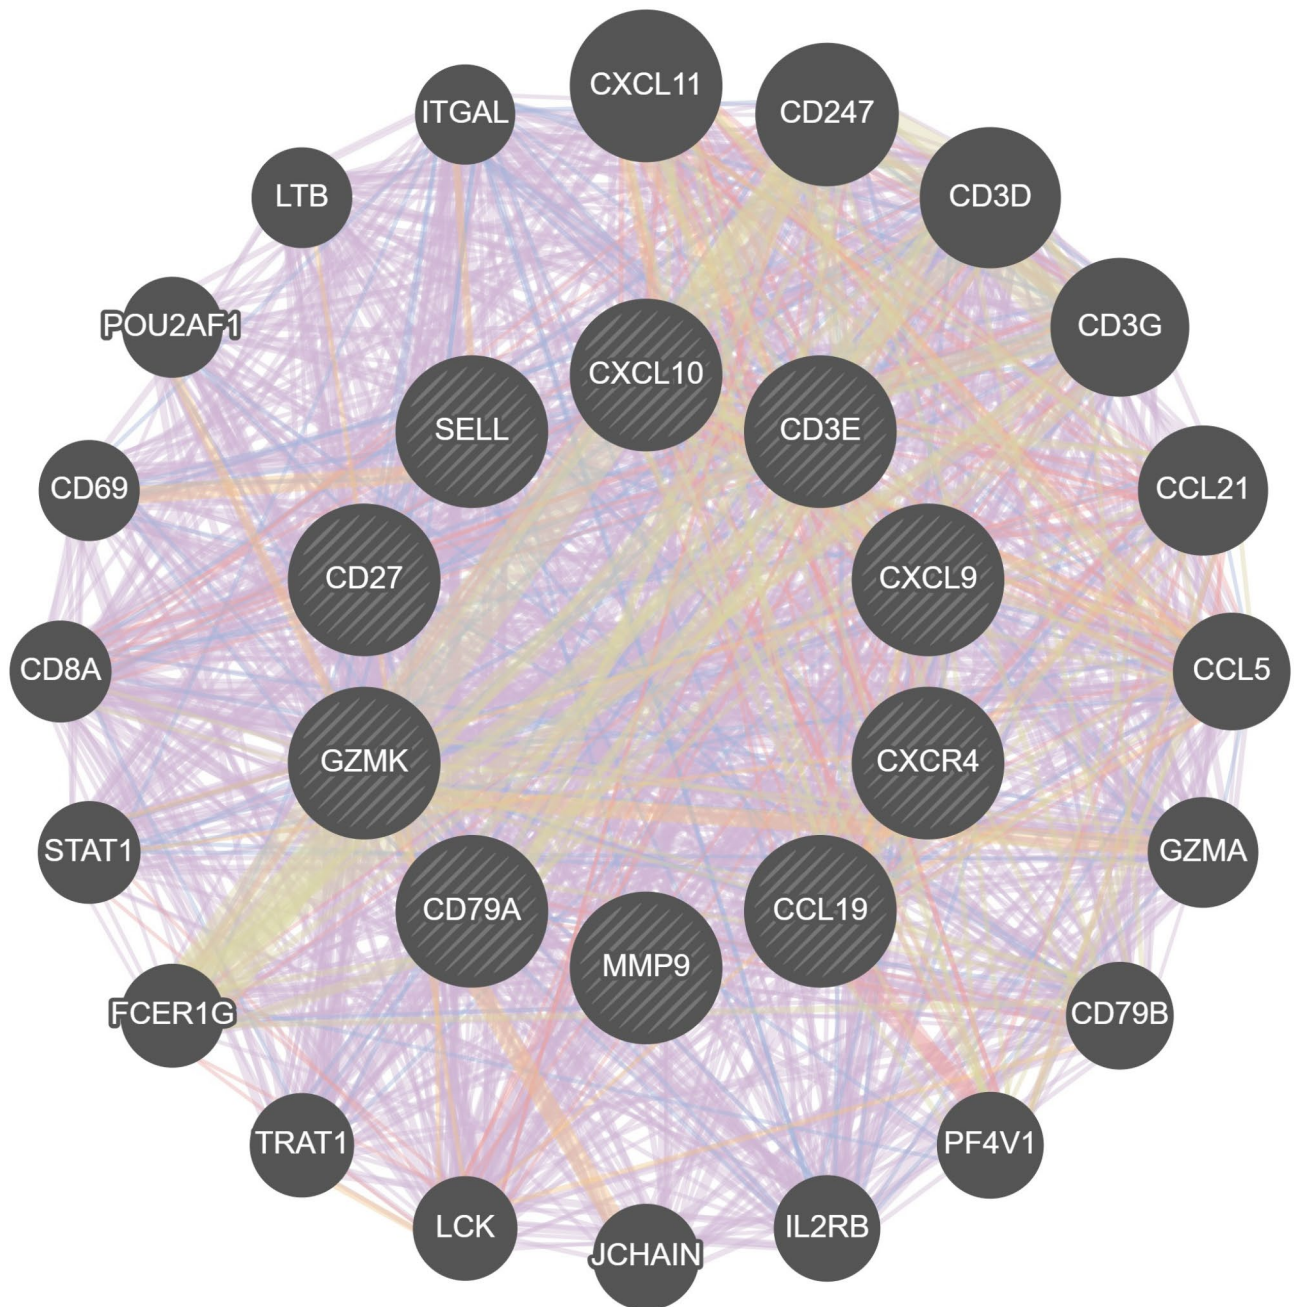 CXCL11
CD247
ITGAL
CD3D
LTB
CD3G
POU2AF1
CXCL10
SELL
CD3E
CD69
CCL21
CD27
CXCL9
CD8A
CCL5
GZMK
CXCR4
STAT1
GZMA
CD79A
CCL19
MMP9
FCER1G
CD79B
TRAT1
PF4V1
LCK
IL2RB
JCHAIN